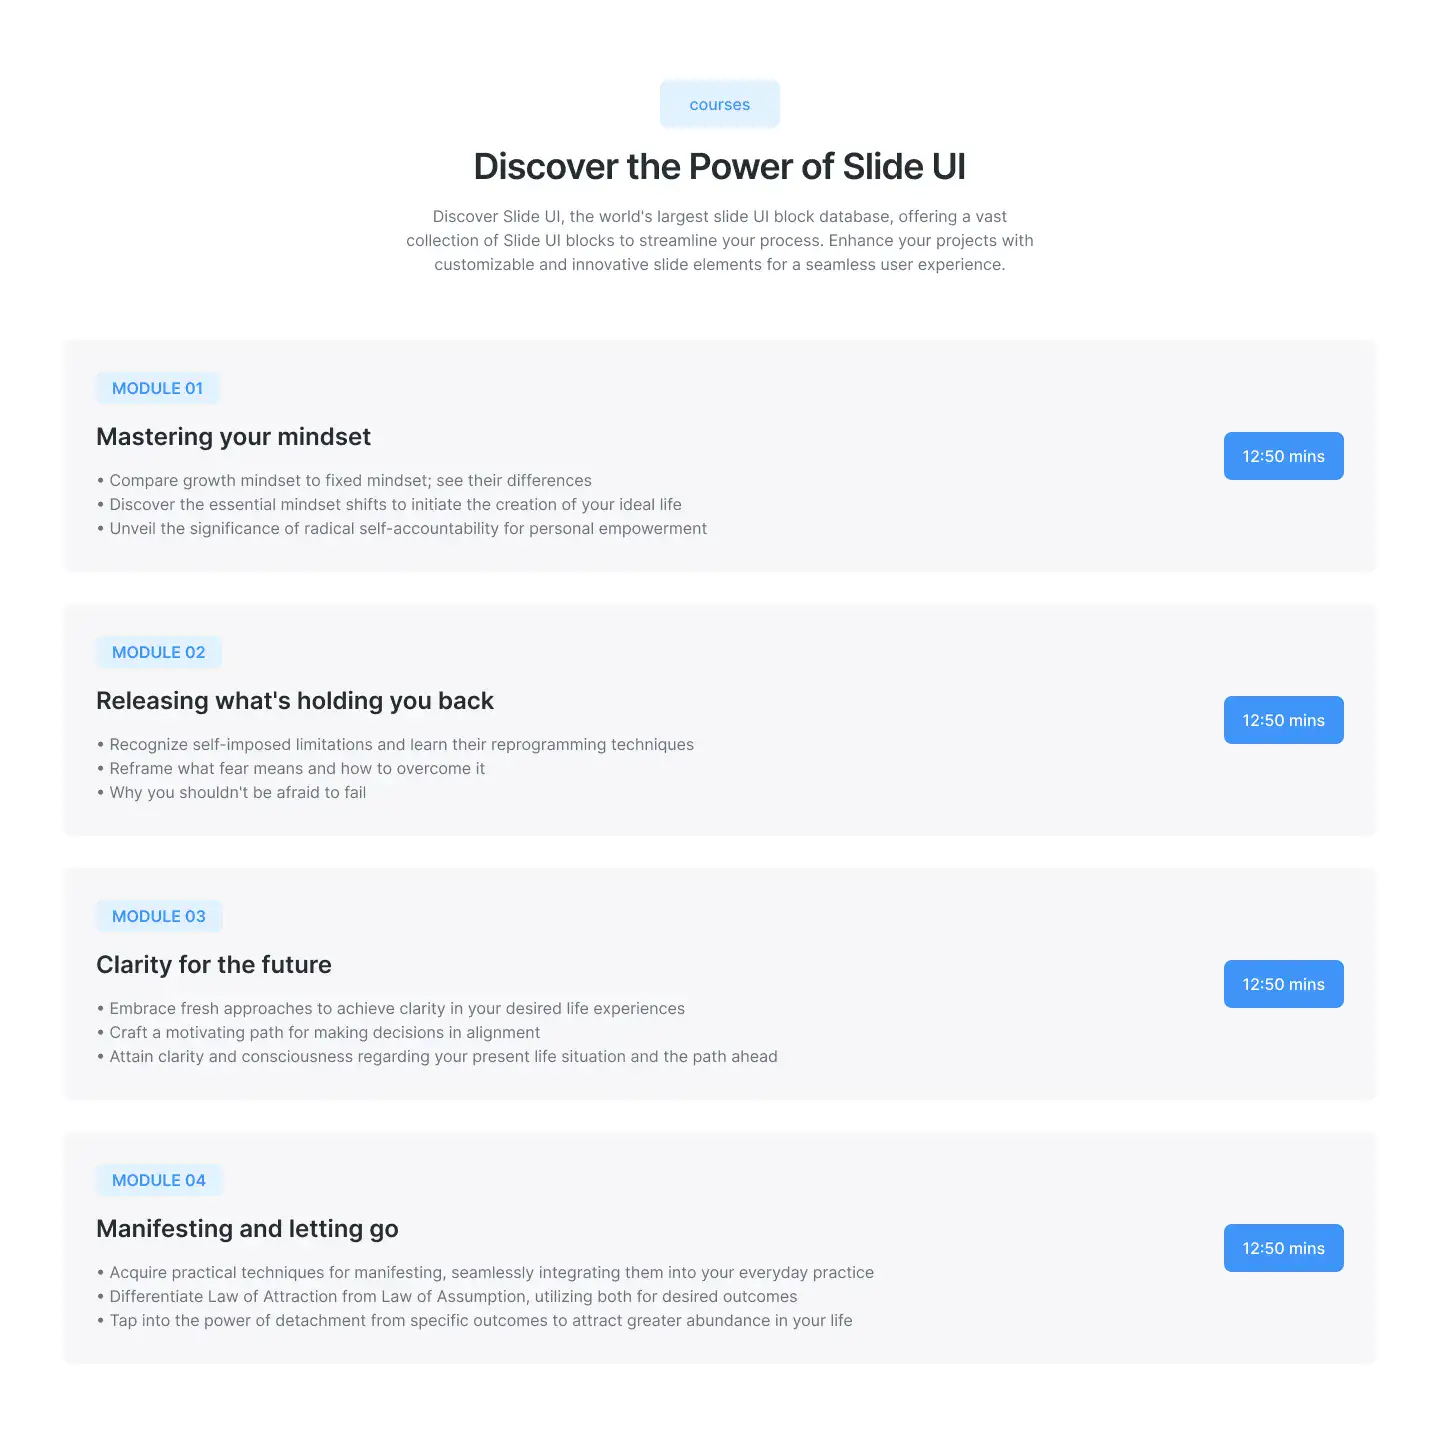 courses
Discover the Power of Slide UI
Discover Slide UI, the world's largest slide UI block database, offering a vast
collection of Slide UI blocks to streamline your process. Enhance your projects with
customizable and innovative slide elements for a seamless user experience.
MODULE 01
Mastering your mindset
• Compare growth mindset to fixed mindset; see their differences
• Discover the essential mindset shifts to initiate the creation of your ideal life
• Unveil the significance of radical self-accountability for personal empowerment
12:50 mins
MODULE 02
Releasing what's holding you back
• Recognize self-imposed limitations and learn their reprogramming techniques
• Reframe what fear means and how to overcome it
• Why you shouldn't be afraid to fail
12:50 mins
MODULE 03
Clarity for the future
• Embrace fresh approaches to achieve clarity in your desired life experiences
• Craft a motivating path for making decisions in alignment
• Attain clarity and consciousness regarding your present life situation and the path ahead
12:50 mins
MODULE 04
Manifesting and letting go
• Acquire practical techniques for manifesting, seamlessly integrating them into your everyday practice
• Differentiate Law of Attraction from Law of Assumption, utilizing both for desired outcomes
• Tap into the power of detachment from specific outcomes to attract greater abundance in your life
12:50 mins